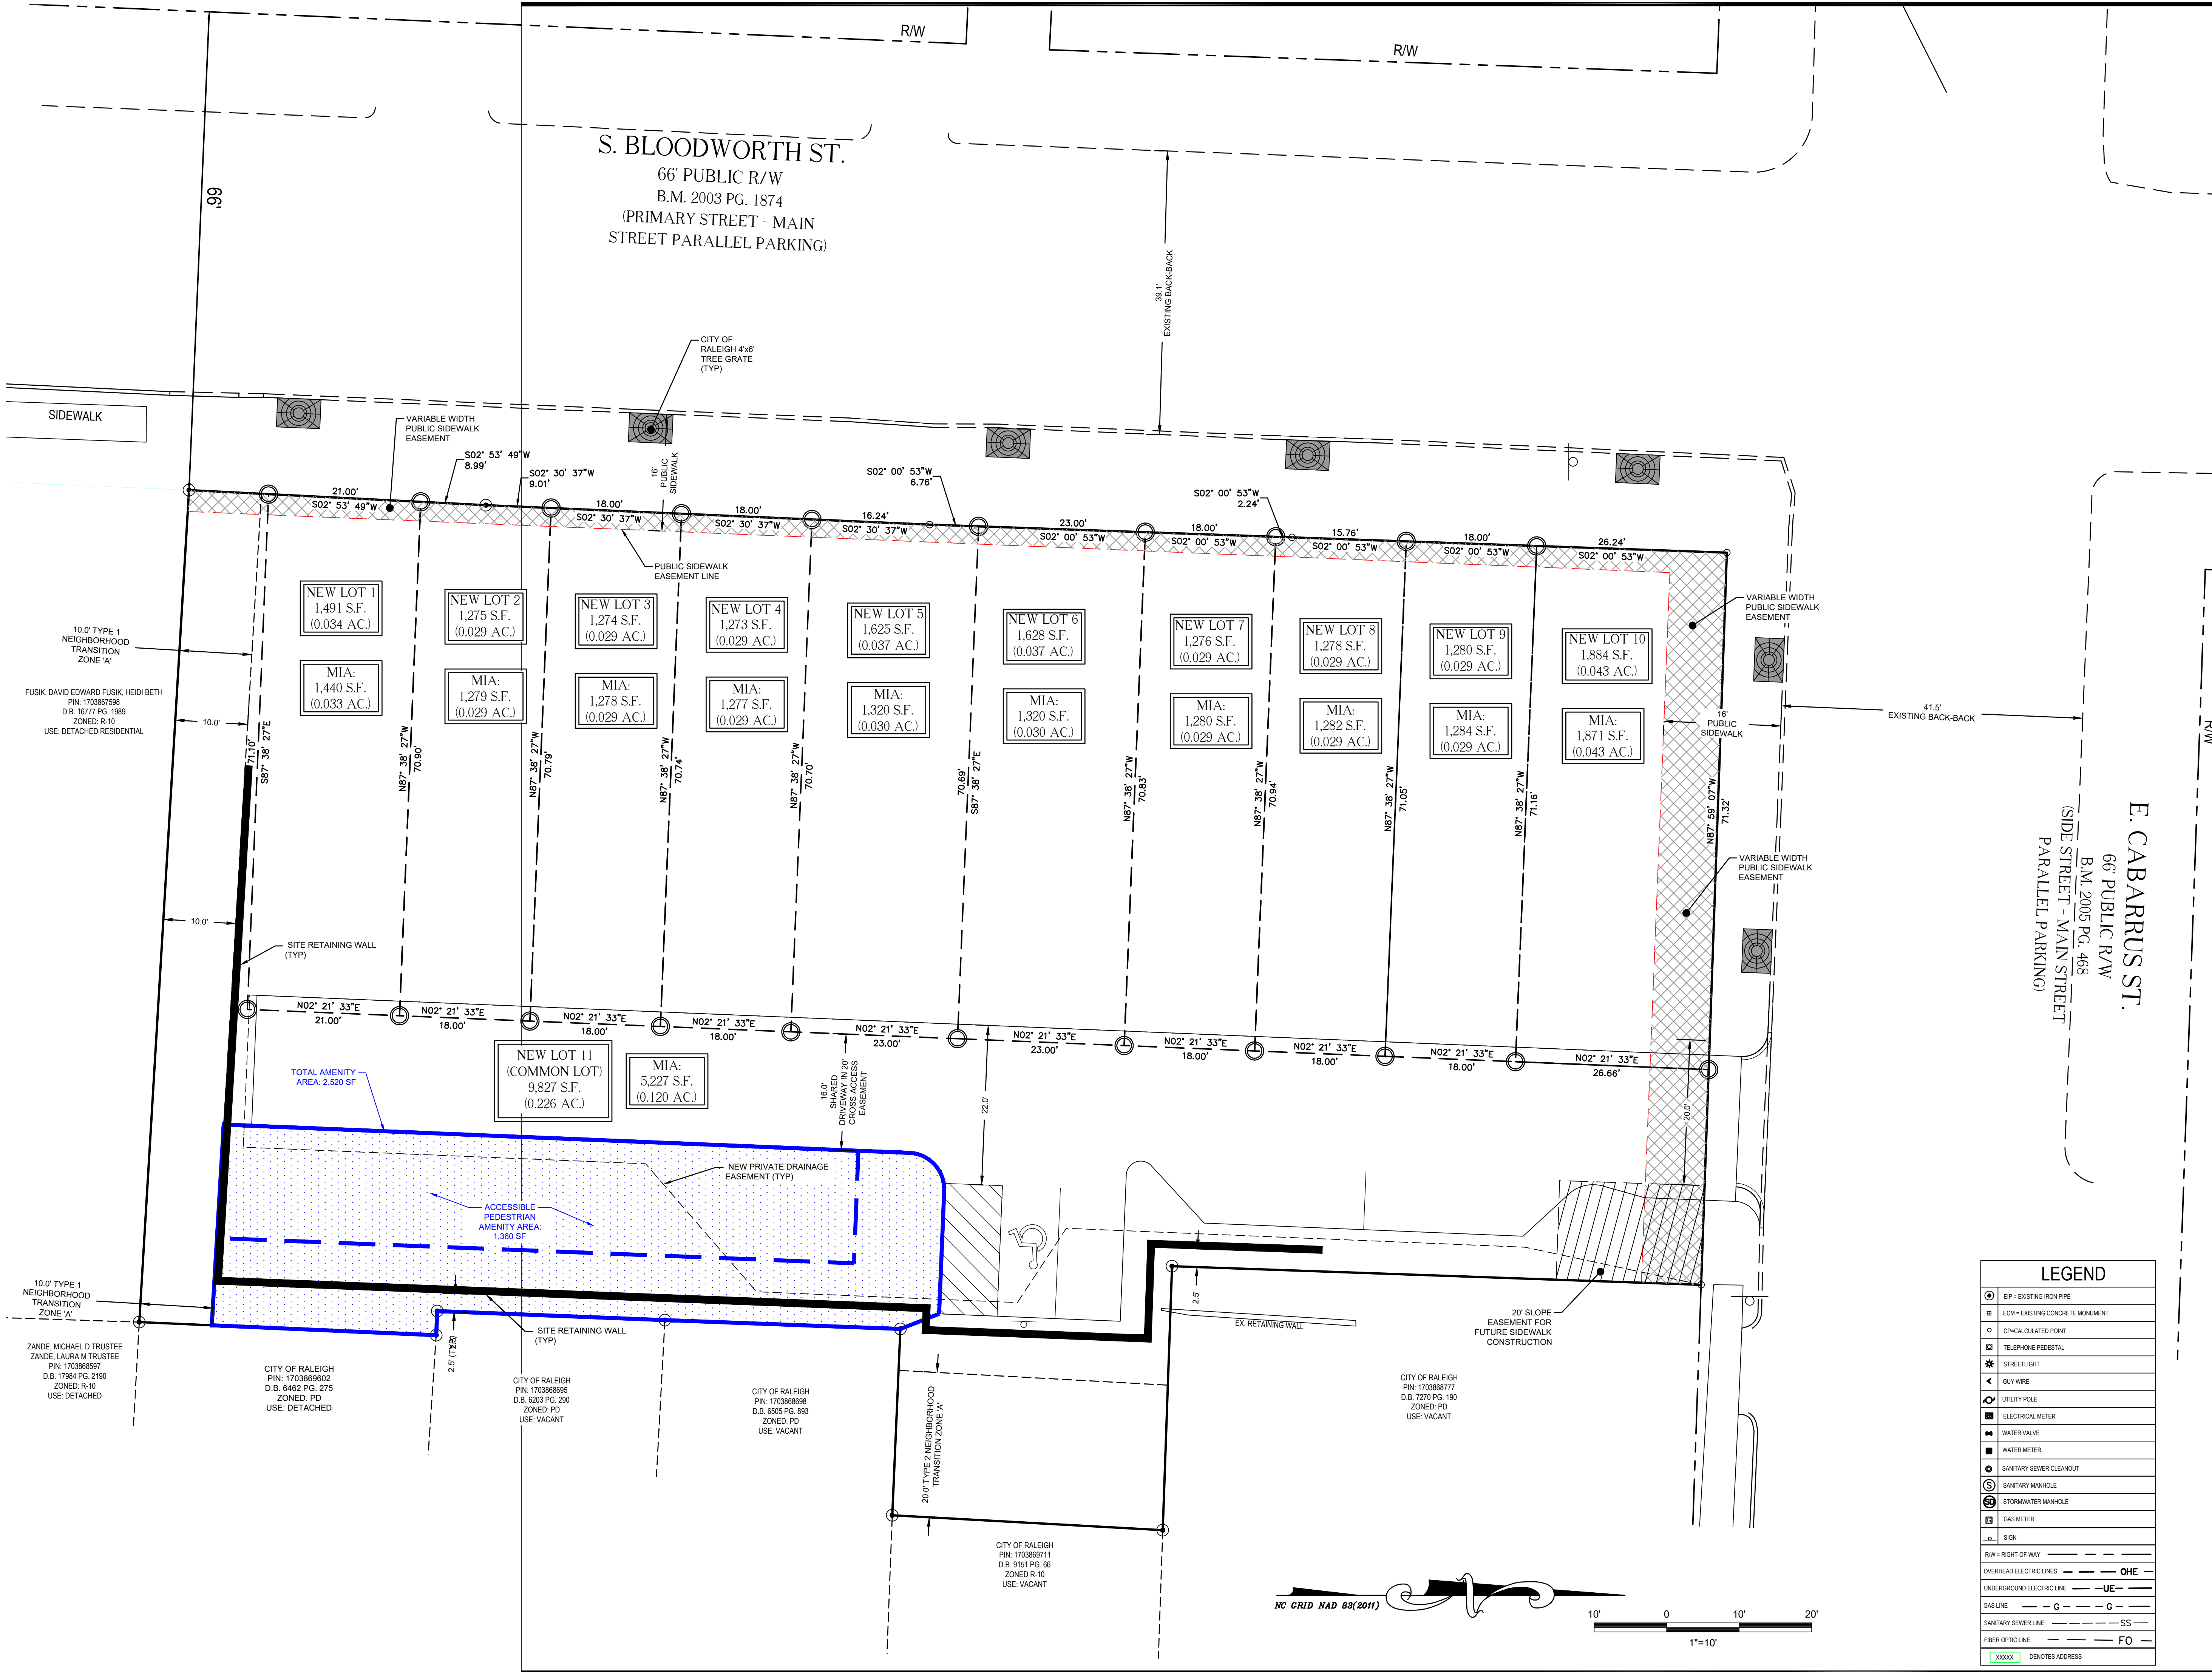 R/W
R/W
66'
S. BLOODWORTH ST.
66' PUBLIC R/W
B.M. 2003 PG. 1874
(PRIMARY STREET - MAIN
STREET PARALLEL PARKING)
39.1'
EXISTING BACK-BACK
CITY OF
RALEIGH 4'x6'
TREE GRATE
(TYP)
SIDEWALK
VARIABLE WIDTH
PUBLIC SIDEWALK
EASEMENT
S02° 53' 49"W
8.99'
S02° 30' 37"W
9.01'
16'
PUBLIC
SIDEWALK
S02° 00' 53"W
6.76'
S02° 00' 53"W
2.24'
21.00'
S02° 53' 49"W
18.00'
S02° 30' 37"W
18.00'
S02° 30' 37"W
16.24'
S02° 30' 37"W
23.00'
S02° 00' 53"W
18.00'
S02° 00' 53"W
15.76'
S02° 00' 53"W
18.00'
S02° 00' 53"W
26.24'
S02° 00' 53"W
PUBLIC SIDEWALK
EASEMENT LINE
NEW LOT 1
1,491 S.F.
(0.034 AC.)
NEW LOT 2
1,275 S.F.
(0.029 AC.)
NEW LOT 3
1,274 S.F.
(0.029 AC.)
NEW LOT 4
1,273 S.F.
(0.029 AC.)
NEW LOT 5
1,625 S.F.
(0.037 AC.)
NEW LOT 6
1,628 S.F.
(0.037 AC.)
NEW LOT 7
1,276 S.F.
(0.029 AC.)
NEW LOT 8
1,278 S.F.
(0.029 AC.)
NEW LOT 9
1,280 S.F.
(0.029 AC.)
NEW LOT 10
1,884 S.F.
(0.043 AC.)
MIA:
1,440 S.F.
(0.033 AC.)
MIA:
1,279 S.F.
(0.029 AC.)
MIA:
1,278 S.F.
(0.029 AC.)
MIA:
1,277 S.F.
(0.029 AC.)
MIA:
1,320 S.F.
(0.030 AC.)
MIA:
1,320 S.F.
(0.030 AC.)
MIA:
1,280 S.F.
(0.029 AC.)
MIA:
1,282 S.F.
(0.029 AC.)
MIA:
1,284 S.F.
(0.029 AC.)
MIA:
1,871 S.F.
(0.043 AC.)
10.0' TYPE 1
NEIGHBORHOOD
TRANSITION
ZONE 'A'
FUSIK, DAVID EDWARD FUSIK, HEIDI BETH
PIN: 1703867598
D.B. 16777 PG. 1989
ZONED: R-10
USE: DETACHED RESIDENTIAL
10.0'
10.0'
71.10'
S87° 38' 27"E
N87° 38' 27"W
70.90'
N87° 38' 27"W
70.79'
N87° 38' 27"W
70.74'
N87° 38' 27"W
70.70'
70.69'
S87° 38' 27"E
N87° 38' 27"W
70.83'
N87° 38' 27"W
70.94'
N87° 38' 27"W
71.05'
N87° 38' 27"W
71.16'
N87° 59' 07"W
71.32'
VARIABLE WIDTH
PUBLIC SIDEWALK
EASEMENT
16'
PUBLIC
SIDEWALK
41.5'
EXISTING BACK-BACK
R/W
VARIABLE WIDTH
PUBLIC SIDEWALK
EASEMENT
E. CABARRUS ST.
66' PUBLIC R/W
B.M. 2005 PG. 468
(SIDE STREET - MAIN STREET
PARALLEL PARKING)
SITE RETAINING WALL
(TYP)
N02° 21' 33"E
21.00'
N02° 21' 33"E
18.00'
N02° 21' 33"E
18.00'
N02° 21' 33"E
18.00'
N02° 21' 33"E
23.00'
N02° 21' 33"E
23.00'
N02° 21' 33"E
18.00'
N02° 21' 33"E
18.00'
N02° 21' 33"E
18.00'
N02° 21' 33"E
26.66'
NEW LOT 11
(COMMON LOT)
9,827 S.F.
(0.226 AC.)
MIA:
5,227 S.F.
(0.120 AC.)
16.0'
SHARED
DRIVEWAY IN 20'
CROSS ACCESS
EASEMENT
22.0'
20.0'
TOTAL AMENITY
AREA: 2,520 SF
NEW PRIVATE DRAINAGE
EASEMENT (TYP)
ACCESSIBLE
PEDESTRIAN
AMENITY AREA:
1,360 SF
10.0' TYPE 1
NEIGHBORHOOD
TRANSITION
ZONE 'A'
SITE RETAINING WALL
(TYP)
2.5' (TYP)
2.5'
EX. RETAINING WALL
20' SLOPE
EASEMENT FOR
FUTURE SIDEWALK
CONSTRUCTION
ZANDE, MICHAEL D TRUSTEE
ZANDE, LAURA M TRUSTEE
PIN: 1703868597
D.B. 17984 PG. 2190
ZONED: R-10
USE: DETACHED
CITY OF RALEIGH
PIN: 1703869602
D.B. 6462 PG. 275
ZONED: PD
USE: DETACHED
CITY OF RALEIGH
PIN: 1703868695
D.B. 6203 PG. 290
ZONED: PD
USE: VACANT
CITY OF RALEIGH
PIN: 1703868698
D.B. 6505 PG. 893
ZONED: PD
USE: VACANT
20.0' TYPE 2 NEIGHBORHOOD
TRANSITION ZONE 'A'
CITY OF RALEIGH
PIN: 1703868777
D.B. 7270 PG. 190
ZONED: PD
USE: VACANT
CITY OF RALEIGH
PIN: 1703869711
D.B. 9151 PG. 66
ZONED R-10
USE: VACANT
NC GRID NAD 83(2011)
10' 0 10' 20'
1"=10'
LEGEND
EIP = EXISTING IRON PIPE
ECM = EXISTING CONCRETE MONUMENT
CP=CALCULATED POINT
TELEPHONE PEDESTAL
STREETLIGHT
GUY WIRE
UTILITY POLE
ELECTRICAL METER
WATER VALVE
WATER METER
SANITARY SEWER CLEANOUT
S SANITARY MANHOLE
SD STORMWATER MANHOLE
GAS METER
SIGN
R/W = RIGHT-OF-WAY
OVERHEAD ELECTRIC LINES OHE
UNDERGROUND ELECTRIC LINE UE
GAS LINE G G
SANITARY SEWER LINE SS
FIBER OPTIC LINE FO
XXXXX DENOTES ADDRESS